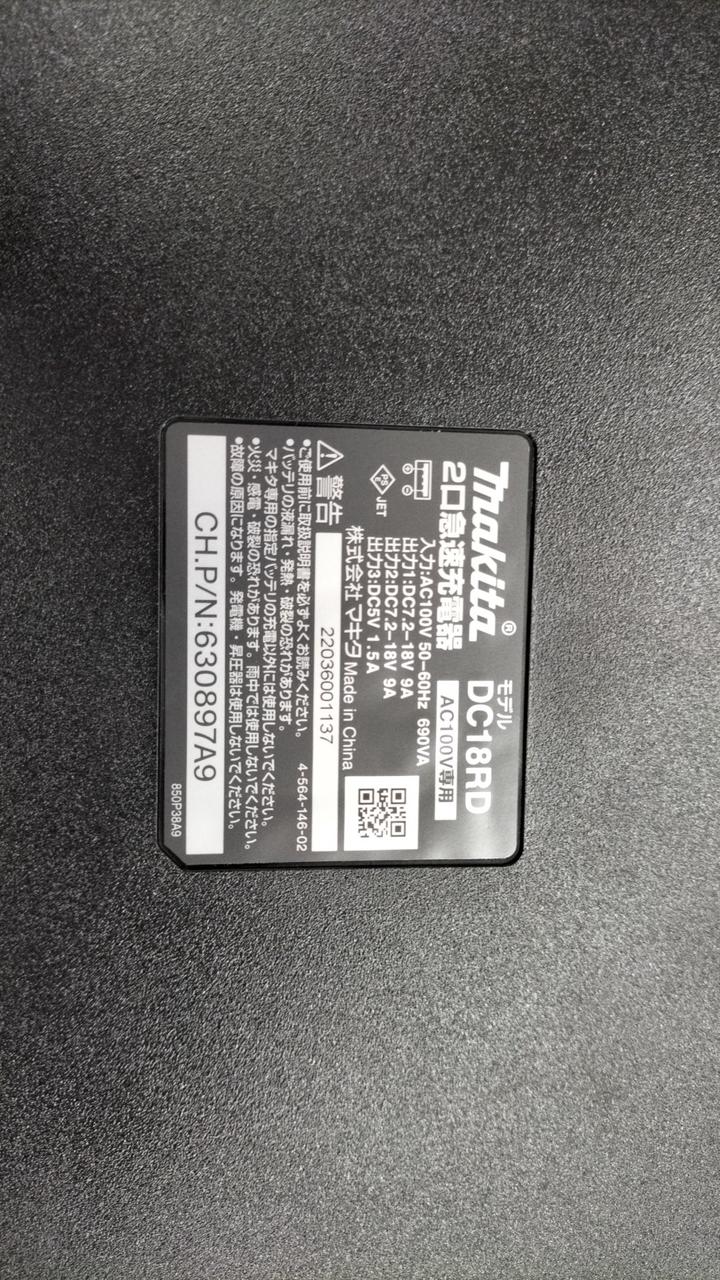 makita®
モデル DC18RD
2口急速充電器 AC100V専用
入力:AC100V 50-60Hz 690VA
出力1:DC7.2-18V 9A
出力2:DC7.2-18V 9A
出力3:DC5V 1.5A
PSE JET
株式会社 マキタ Made in China
⚠警告 22036001137 4-564-146-02
•ご使用前に取扱説明書を必ずよくお読みください。
•バッテリの液漏れ・発熱・破裂の恐れがあります。
マキタ専用の指定バッテリの充電以外には使用しないでください。
•火災・感電・破裂の恐れがあります。雨中では使用しないでください。
•故障の原因になります。発電機・昇圧器は使用しないでください。
CH.P/N:630897A9
850P38A9